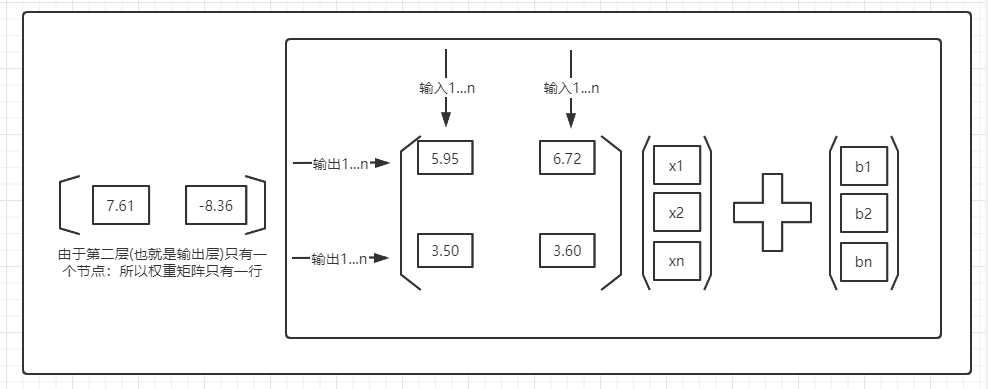 输入1...n 输入1...n
输出1...n 5.95 6.72 x1 b1
7.61 -8.36 x2 b2
由于第二层(也就是输出层)只有一
个节点：所以权重矩阵只有一行
输出1...n 3.50 3.60 xn bn